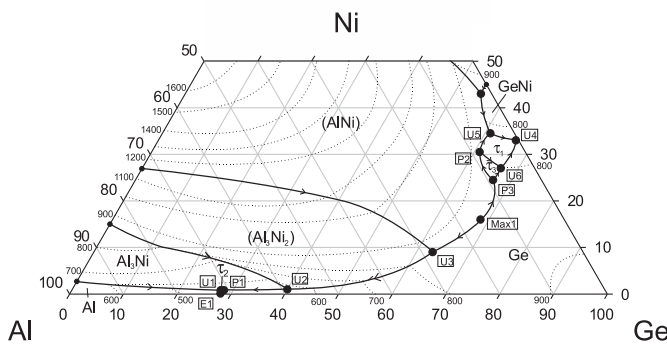 Ni
50
50
900
GeNi
1600
60
1500
40
800
U5
U4
(AlNi)
1400
τ1
70
P2
30
1200
τ3
800
U6
1100
P3
80
20
900
Max1
(Al3Ni2)
90
800
Ge
U3
10
Al3Ni
700
τ2
U1
P1
U2
100
0
Al
E1
600
500
600
700
800
900
0
10
20
30
40
50
60
70
80
90
100
Al
Ge